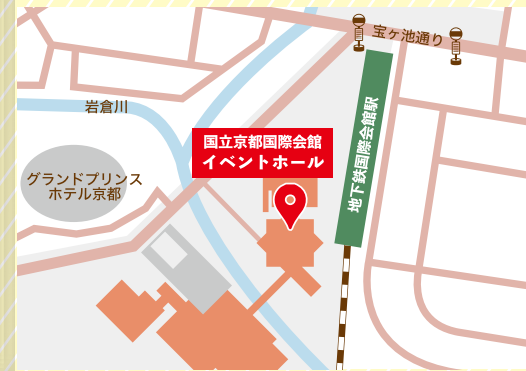 宝ヶ池通り
岩倉川
国立京都国際会館
イベントホール
地下鉄国際会館駅
グランドプリンス
ホテル京都